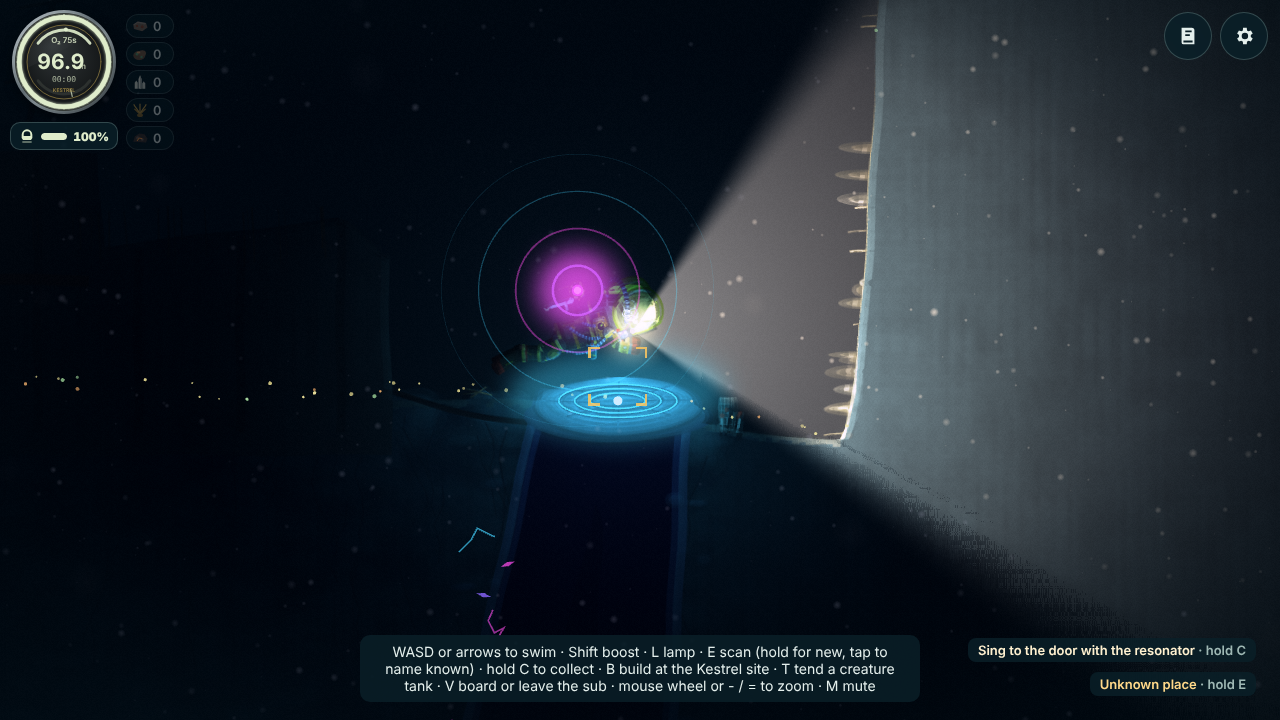 O₂ 75s
96.9
00:00
KESTREL
100%
0
0
0
0
0
WASD or arrows to swim · Shift boost · L lamp · E scan (hold for new, tap to
name known) · hold C to collect · B build at the Kestrel site · T tend a creature
tank · V board or leave the sub · mouse wheel or - / = to zoom · M mute
Sing to the door with the resonator · hold C
Unknown place · hold E